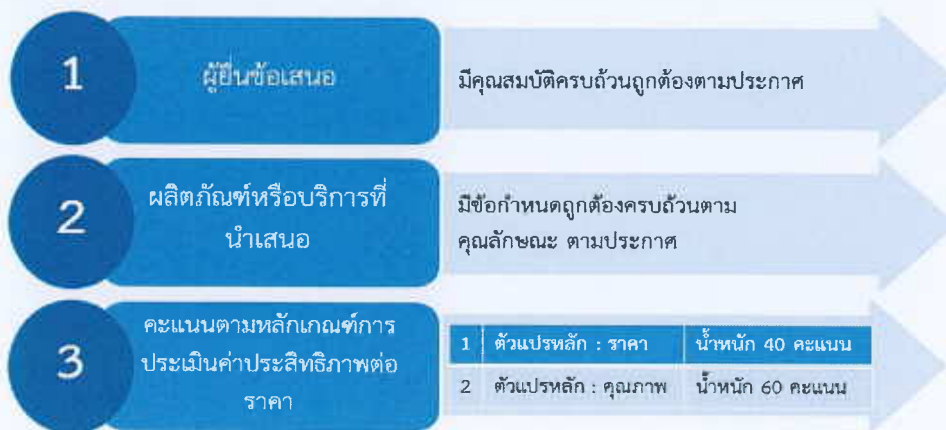 1
ผู้ยื่นข้อเสนอ
มีคุณสมบัติครบถ้วนถูกต้องตามประกาศ
2
ผลิตภัณฑ์หรือบริการที่
นำเสนอ
มีข้อกำหนดถูกต้องครบถ้วนตาม
คุณลักษณะ ตามประกาศ
3
คะแนนตามหลักเกณฑ์การ
ประเมินค่าประสิทธิภาพต่อ
ราคา
1 ตัวแปรหลัก : ราคา น้ำหนัก 40 คะแนน
2 ตัวแปรหลัก : คุณภาพ น้ำหนัก 60 คะแนน